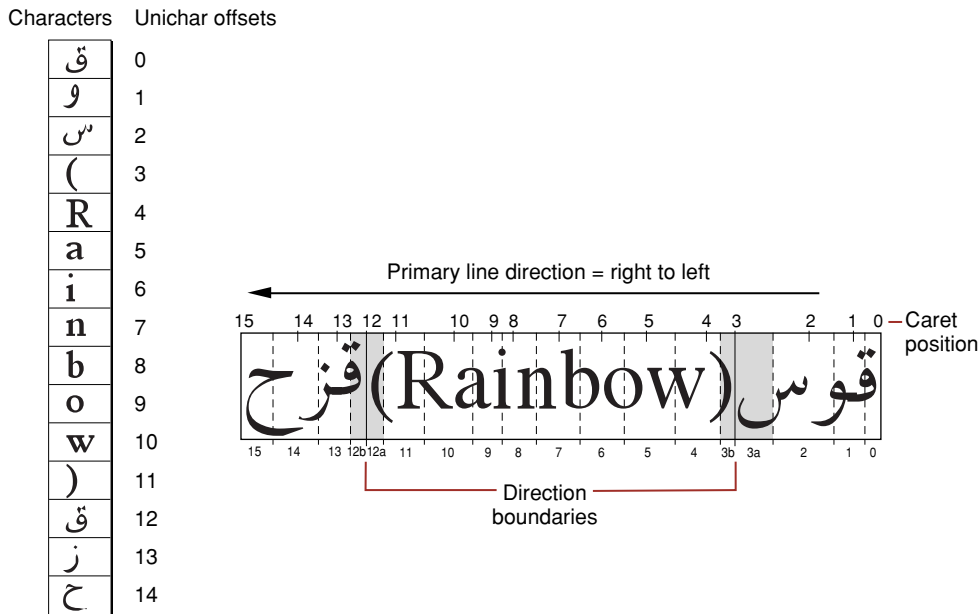 Characters Unichar offsets
ق 0
و 1
س 2
( 3
R 4
a 5
i 6
n 7
b 8
o 9
w 10
) 11
ق 12
ز 13
ح 14
Primary line direction = right to left
15 14 13 12 11 10 9 8 7 6 5 4 3 2 1 0
Caret position
قوس(Rainbow)قزح
15 14 13 12b 12a 11 10 9 8 7 6 5 4 3b 3a 2 1 0
Direction
boundaries